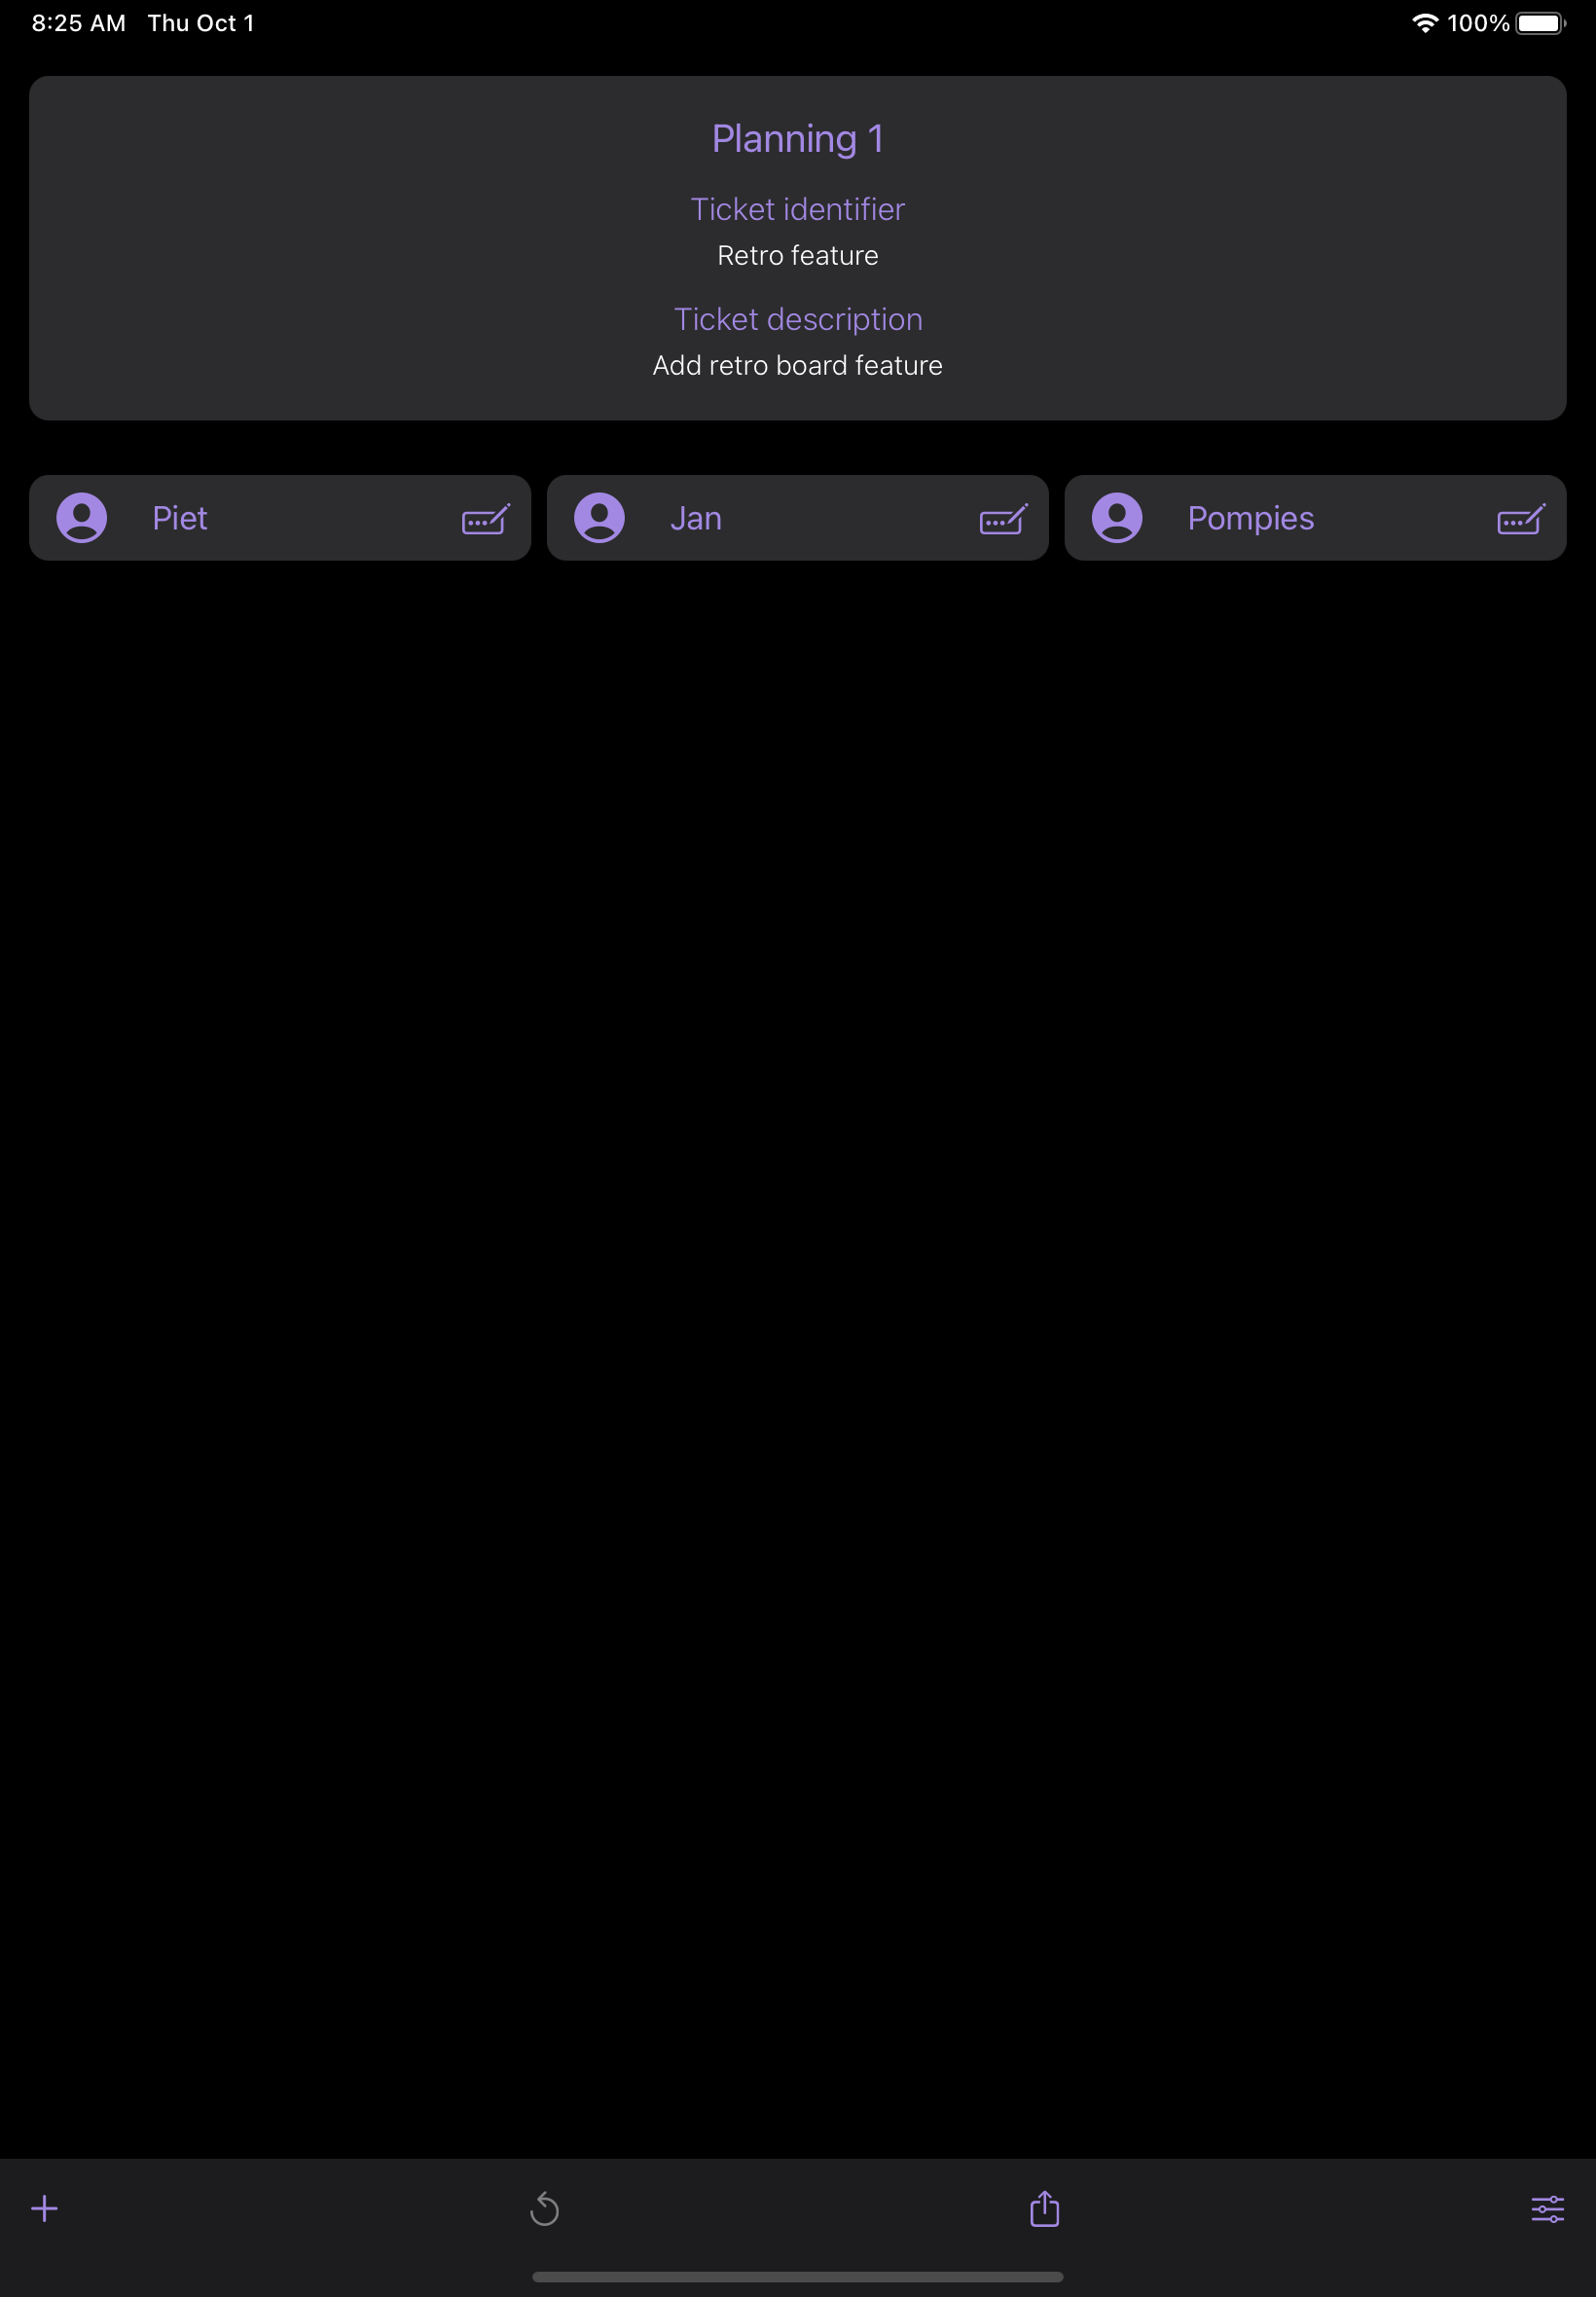 8:25 AM Thu Oct 1 100%
Planning 1
Ticket identifier
Retro feature
Ticket description
Add retro board feature
Piet Jan Pompies